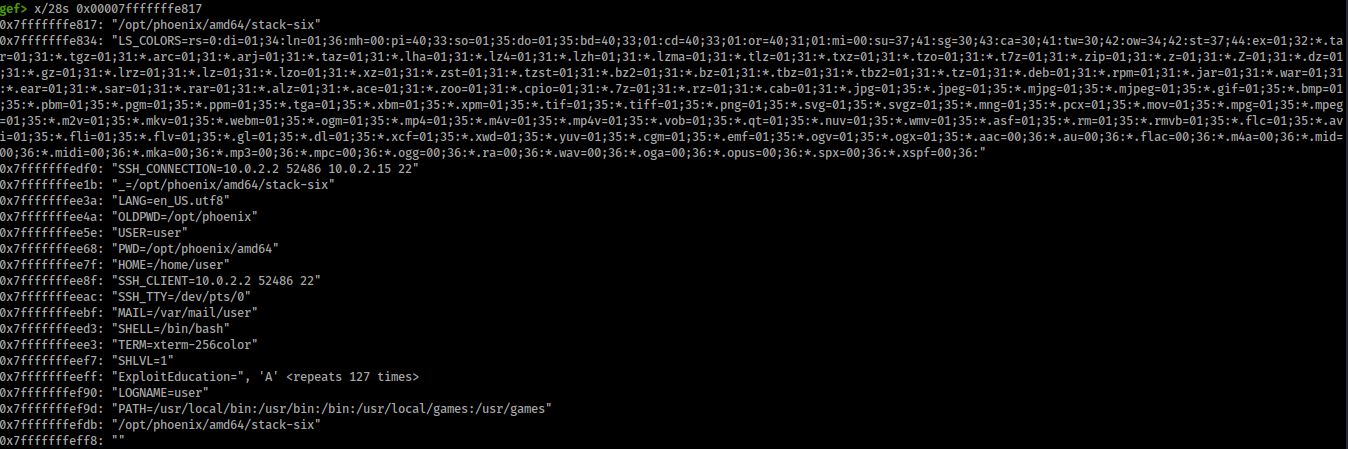 gef> x/28s 0x00007fffffffe817
0x7fffffffe817: "/opt/phoenix/amd64/stack-six"
0x7fffffffe834: "LS_COLORS=rs=0:di=01;34:ln=01;36:mh=00:pi=40;33:so=01;35:do=01;35:bd=40;33;01:cd=40;33;01:or=40;31;01:mi=00:su=37;41:sg=30;43:ca=30;41:tw=30;42:ow=34;42:st=37;44:ex=01;32:*.ta
r=01;31:*.tgz=01;31:*.arc=01;31:*.arj=01;31:*.taz=01;31:*.lha=01;31:*.lz4=01;31:*.lzh=01;31:*.lzma=01;31:*.tlz=01;31:*.txz=01;31:*.tzo=01;31:*.t7z=01;31:*.zip=01;31:*.z=01;31:*.Z=01;31:*.dz=01
;31:*.gz=01;31:*.lrz=01;31:*.lz=01;31:*.lzo=01;31:*.xz=01;31:*.zst=01;31:*.tzst=01;31:*.bz2=01;31:*.bz=01;31:*.tbz=01;31:*.tbz2=01;31:*.tz=01;31:*.deb=01;31:*.rpm=01;31:*.jar=01;31:*.war=01;31
:*.ear=01;31:*.sar=01;31:*.rar=01;31:*.alz=01;31:*.ace=01;31:*.zoo=01;31:*.cpio=01;31:*.7z=01;31:*.rz=01;31:*.cab=01;31:*.jpg=01;35:*.jpeg=01;35:*.mjpg=01;35:*.mjpeg=01;35:*.gif=01;35:*.bmp=01
;35:*.pbm=01;35:*.pgm=01;35:*.ppm=01;35:*.tga=01;35:*.xbm=01;35:*.xpm=01;35:*.tif=01;35:*.tiff=01;35:*.png=01;35:*.svg=01;35:*.svgz=01;35:*.mng=01;35:*.pcx=01;35:*.mov=01;35:*.mpg=01;35:*.mpeg
=01;35:*.m2v=01;35:*.mkv=01;35:*.webm=01;35:*.ogm=01;35:*.mp4=01;35:*.m4v=01;35:*.mp4v=01;35:*.vob=01;35:*.qt=01;35:*.nuv=01;35:*.wmv=01;35:*.asf=01;35:*.rm=01;35:*.rmvb=01;35:*.flc=01;35:*.av
i=01;35:*.fli=01;35:*.flv=01;35:*.gl=01;35:*.dl=01;35:*.xcf=01;35:*.xwd=01;35:*.yuv=01;35:*.cgm=01;35:*.emf=01;35:*.ogv=01;35:*.ogx=01;35:*.aac=00;36:*.au=00;36:*.flac=00;36:*.m4a=00;36:*.mid=
00;36:*.midi=00;36:*.mka=00;36:*.mp3=00;36:*.mpc=00;36:*.ogg=00;36:*.ra=00;36:*.wav=00;36:*.oga=00;36:*.opus=00;36:*.spx=00;36:*.xspf=00;36:"
0x7fffffffedf0: "SSH_CONNECTION=10.0.2.2 52486 10.0.2.15 22"
0x7fffffffee1b: "_=/opt/phoenix/amd64/stack-six"
0x7fffffffee3a: "LANG=en_US.utf8"
0x7fffffffee4a: "OLDPWD=/opt/phoenix"
0x7fffffffee5e: "USER=user"
0x7fffffffee68: "PWD=/opt/phoenix/amd64"
0x7fffffffee7f: "HOME=/home/user"
0x7fffffffee8f: "SSH_CLIENT=10.0.2.2 52486 22"
0x7fffffffeeac: "SSH_TTY=/dev/pts/0"
0x7fffffffeebf: "MAIL=/var/mail/user"
0x7fffffffeed3: "SHELL=/bin/bash"
0x7fffffffeee3: "TERM=xterm-256color"
0x7fffffffeef7: "SHLVL=1"
0x7fffffffeeff: "ExploitEducation=", 'A' <repeats 127 times>
0x7fffffffef90: "LOGNAME=user"
0x7fffffffef9d: "PATH=/usr/local/bin:/usr/bin:/bin:/usr/local/games:/usr/games"
0x7fffffffefdb: "/opt/phoenix/amd64/stack-six"
0x7fffffffeff8: ""